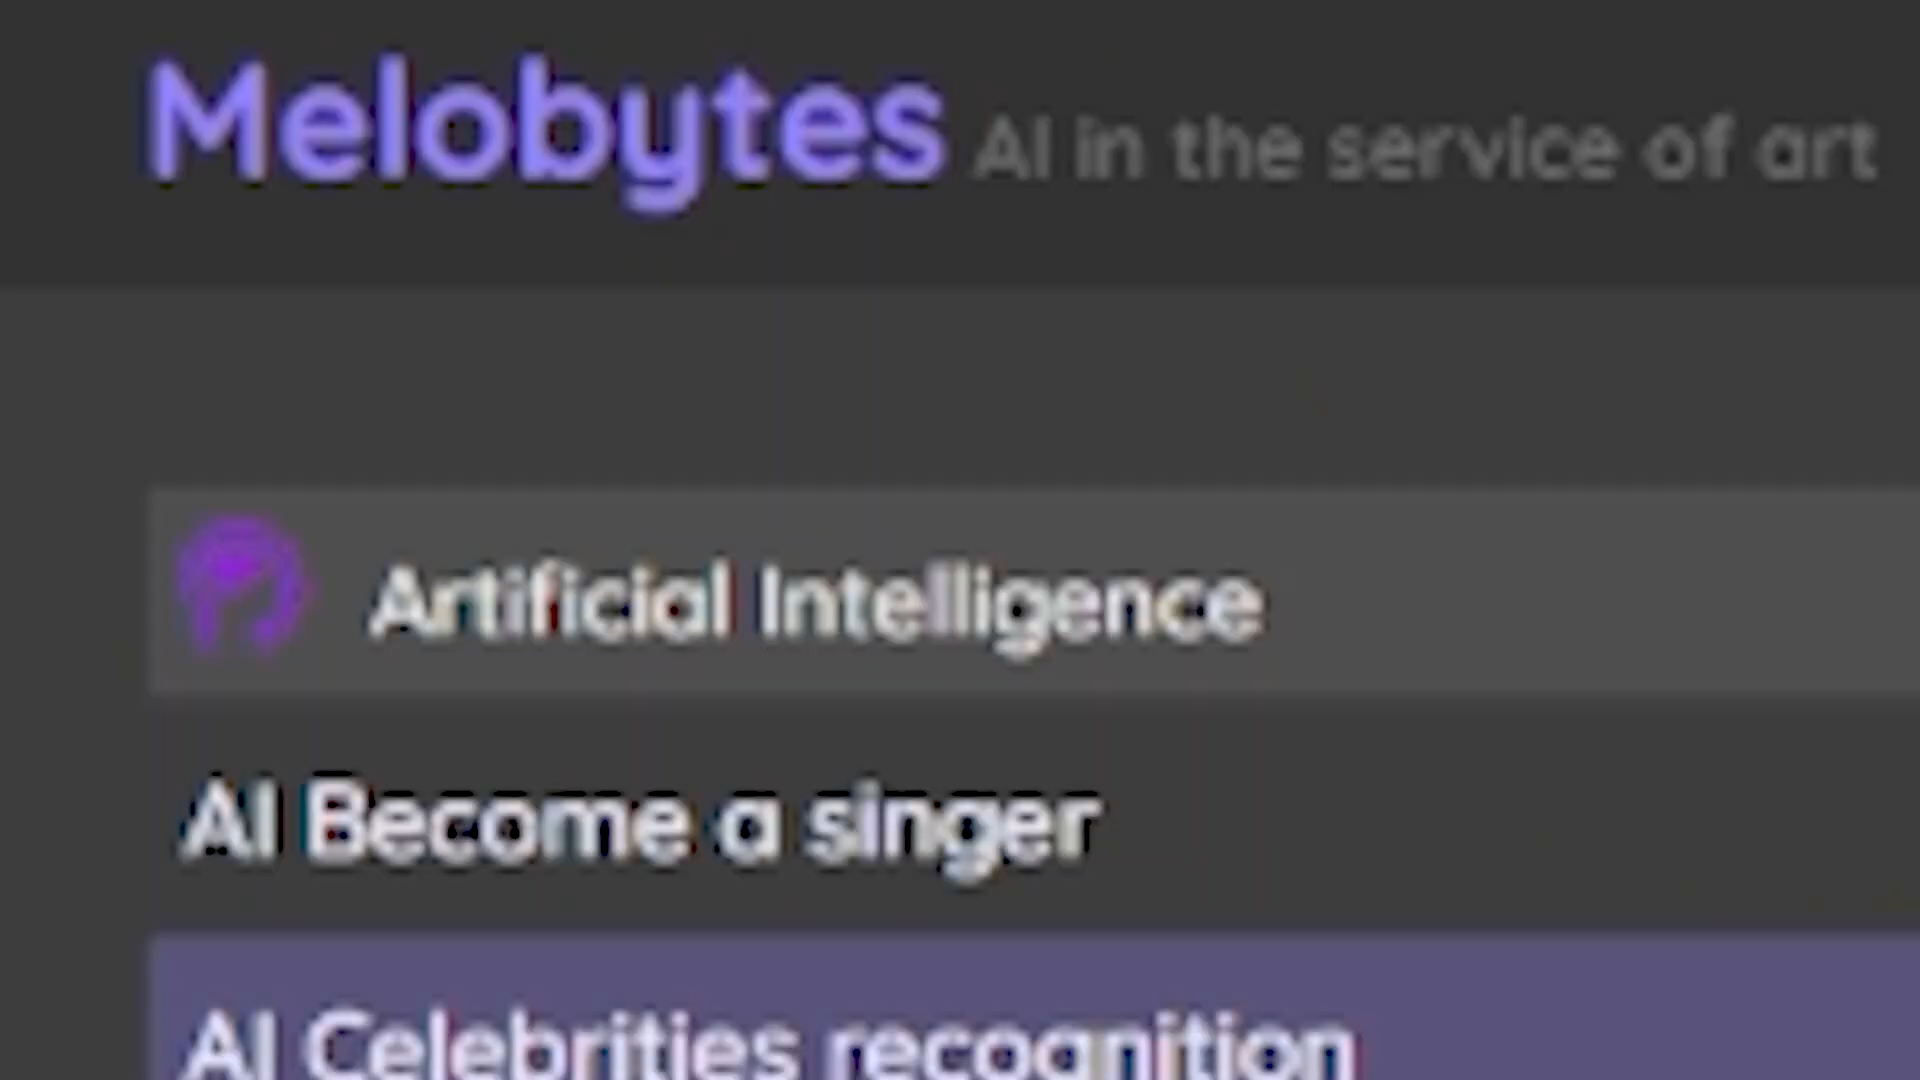 Melobytes AI in the service of art
Artificial Intelligence
AI Become a singer
AI Celebrities recognition